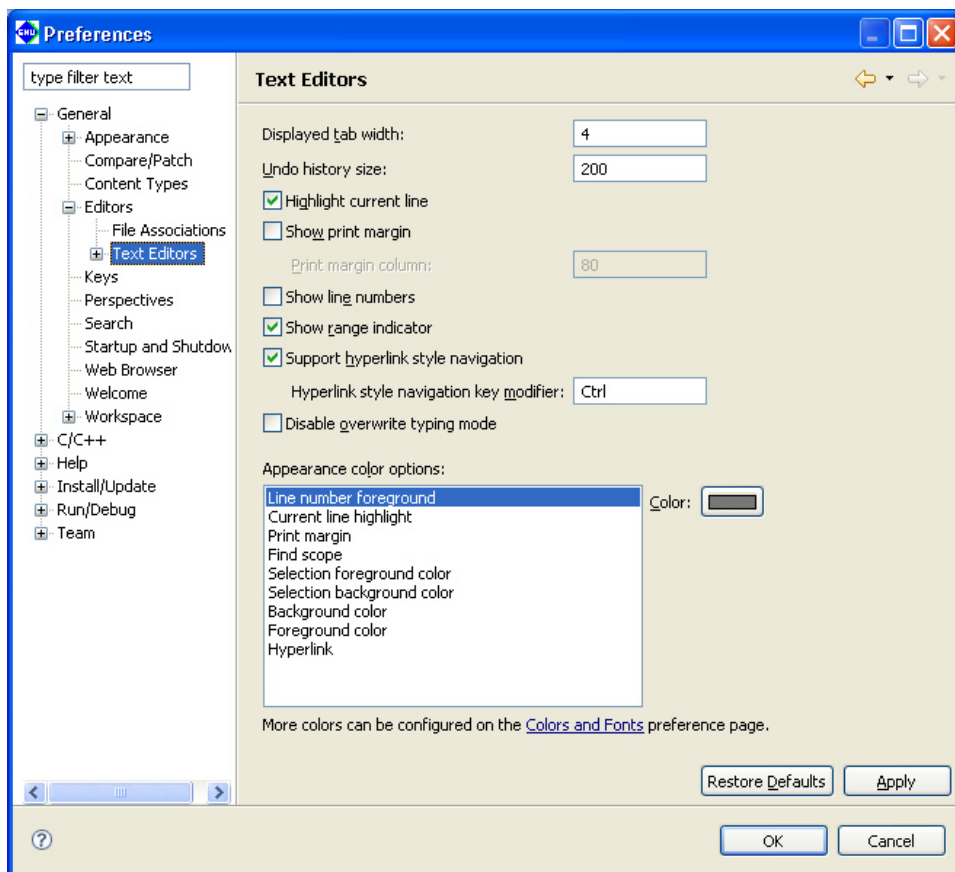 Preferences
type filter text
General
Appearance
Compare/Patch
Content Types
Editors
File Associations
Text Editors
Keys
Perspectives
Search
Startup and Shutdow
Web Browser
Welcome
Workspace
C/C++
Help
Install/Update
Run/Debug
Team
Text Editors
Displayed tab width: 4
Undo history size: 200
Highlight current line
Show print margin
Print margin column: 80
Show line numbers
Show range indicator
Support hyperlink style navigation
Hyperlink style navigation key modifier: Ctrl
Disable overwrite typing mode
Appearance color options:
Line number foreground
Current line highlight
Print margin
Find scope
Selection foreground color
Selection background color
Background color
Foreground color
Hyperlink
Color:
More colors can be configured on the Colors and Fonts preference page.
Restore Defaults Apply
? OK Cancel